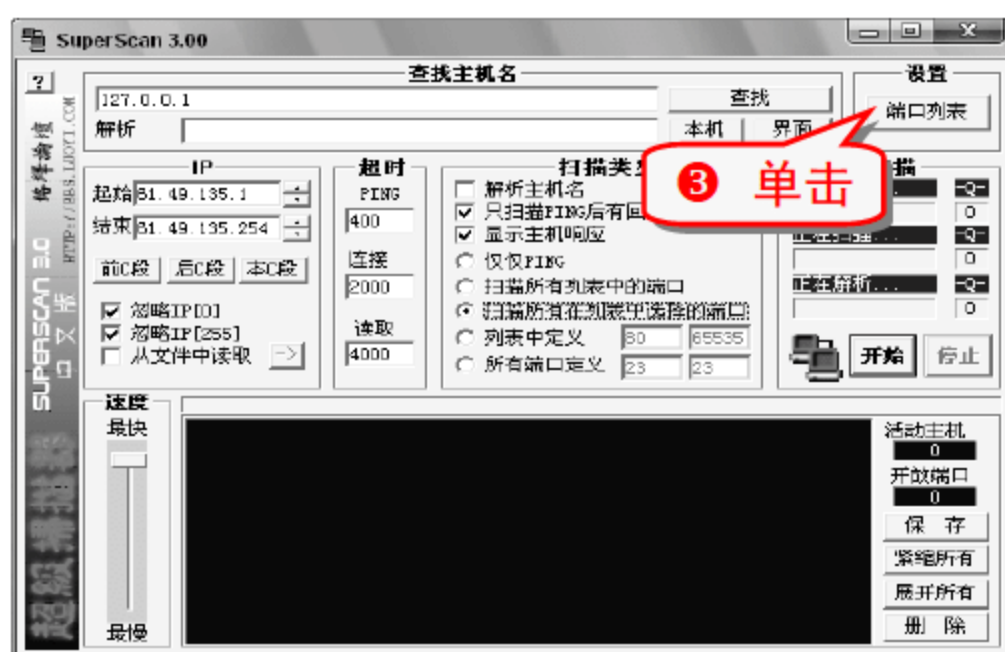 SuperScan 3.00
?
查找主机名
127.0.0.1
查找
解析
本机
界面
设置
端口列表
❸ 单击
IP
起始
61.49.135.1
结束
61.49.135.254
前C段
后C段
本C段
忽略IP[0]
忽略IP[255]
从文件中读取
->
超时
PING
400
连接
2000
读取
4000
解析主机名
只扫描PING后有回
显示主机响应
仅仅PING
扫描所有列表中的端口
扫描所有在列表中选择的端口
列表中定义
80
65535
所有端口定义
23
23
描
-Q-
0
正在扫描...
-Q-
0
正在解析...
-Q-
0
开始
停止
速度
最快
最慢
活动主机
0
开放端口
0
保 存
紧缩所有
展开所有
删 除
SUPERSCAN 3.0